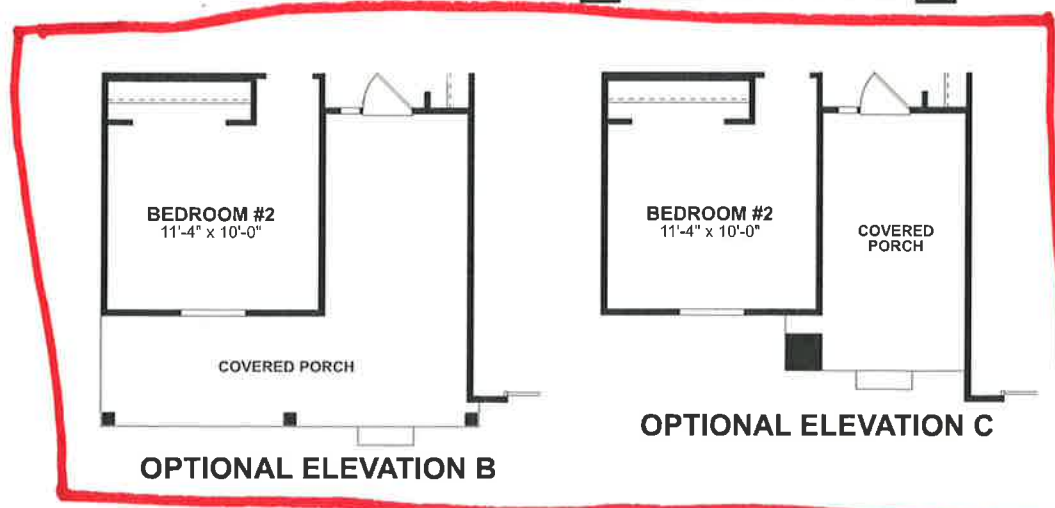 BEDROOM #2
11'-4" x 10'-0"
COVERED PORCH
OPTIONAL ELEVATION B
BEDROOM #2
11'-4" x 10'-0"
COVERED
PORCH
OPTIONAL ELEVATION C